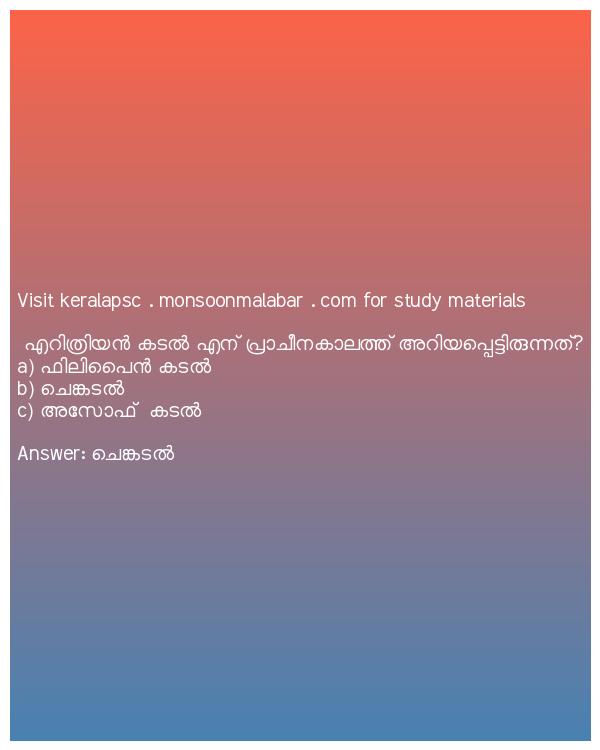 Visit keralapsc . monsoonmalabar . com for study materials
എറിത്രിയൻ കടൽ എന് പ്രാചീനകാലത്ത് അറിയപ്പെട്ടിരുന്നത്?
a) ഫിലിപൈൻ കടൽ
b) ചെങ്കടൽ
c) അസോഫ് കടൽ
Answer: ചെങ്കടൽ